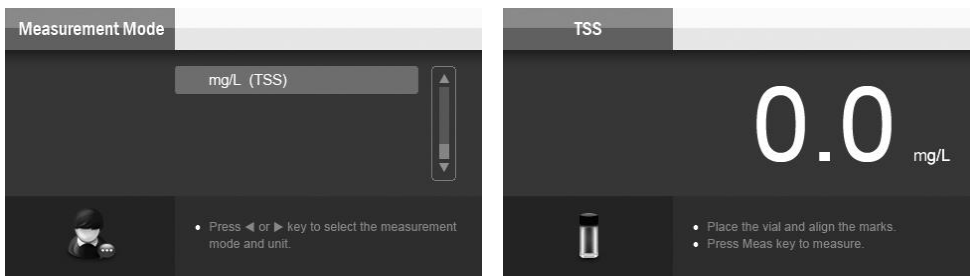 Measurement Mode
mg/L (TSS)
• Press ◀ or ▶ key to select the measurement
mode and unit.
TSS
0.0 mg/L
• Place the vial and align the marks.
• Press Meas key to measure.